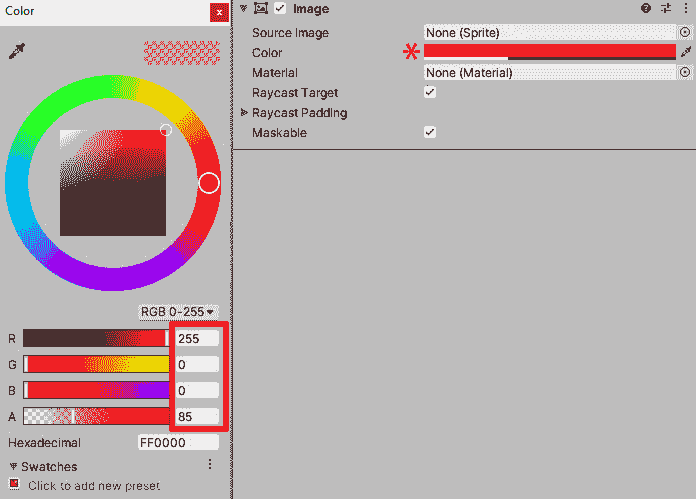 Color
RGB 0-255
R 255
G 0
B 0
A 85
Hexadecimal FF0000
Swatches
Click to add new preset
Image
Source Image None (Sprite)
Color
Material None (Material)
Raycast Target
Raycast Padding
Maskable